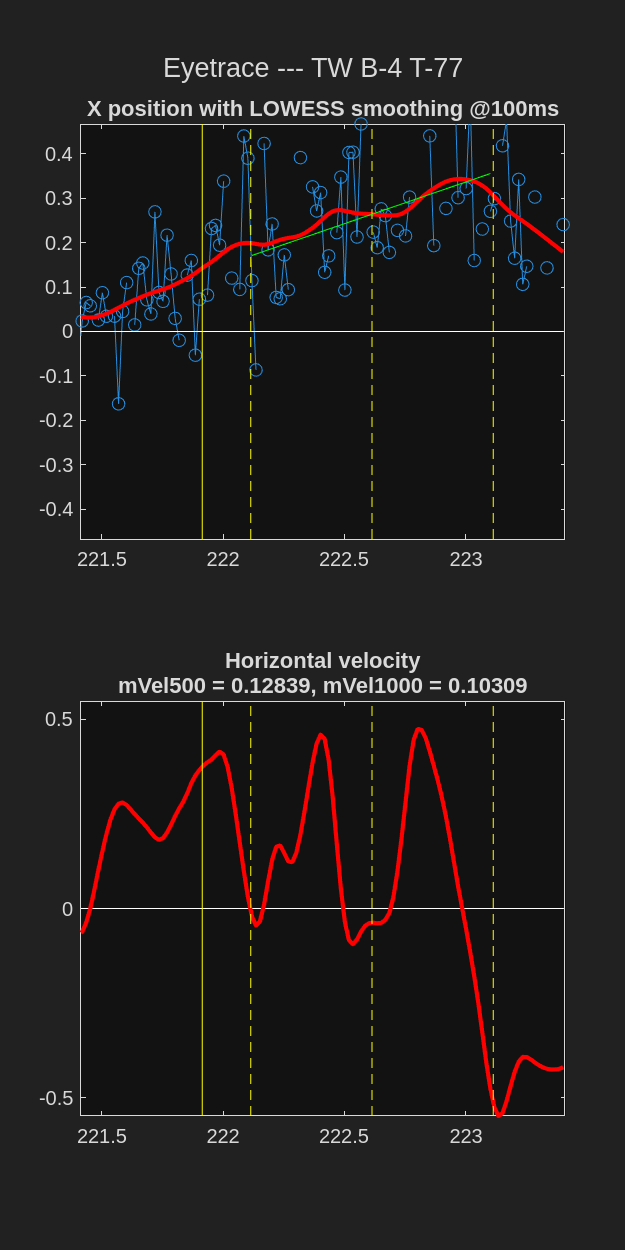 Eyetrace --- TW B-4 T-77
X position with LOWESS smoothing @100ms
0.4
0.3
0.2
0.1
0
-0.1
-0.2
-0.3
-0.4
221.5 222 222.5 223
Horizontal velocity
mVel500 = 0.12839, mVel1000 = 0.10309
0.5
0
-0.5
221.5 222 222.5 223